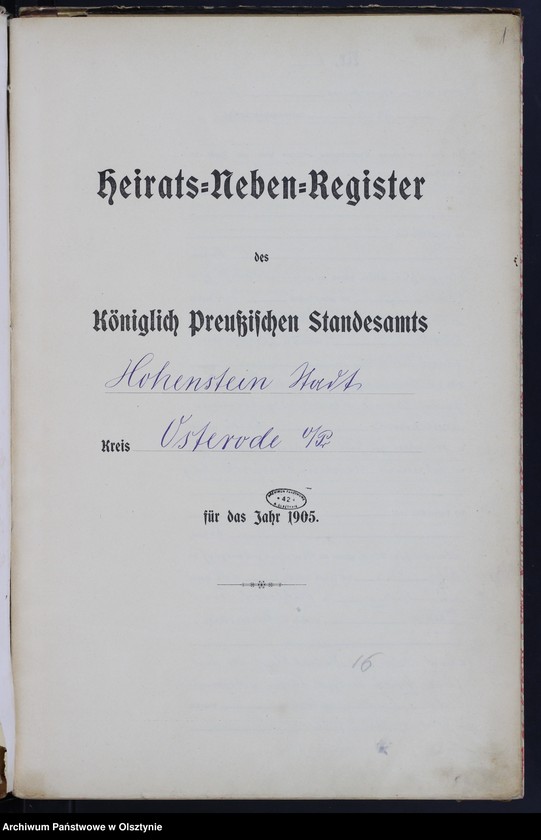 1
Heirats-Neben-Register
des
Königlich Preußischen Standesamts
Hohenstein Stadt
Kreis Osterode o/Pr
42
für das Jahr 1905.
16
Archiwum Państwowe w Olsztynie